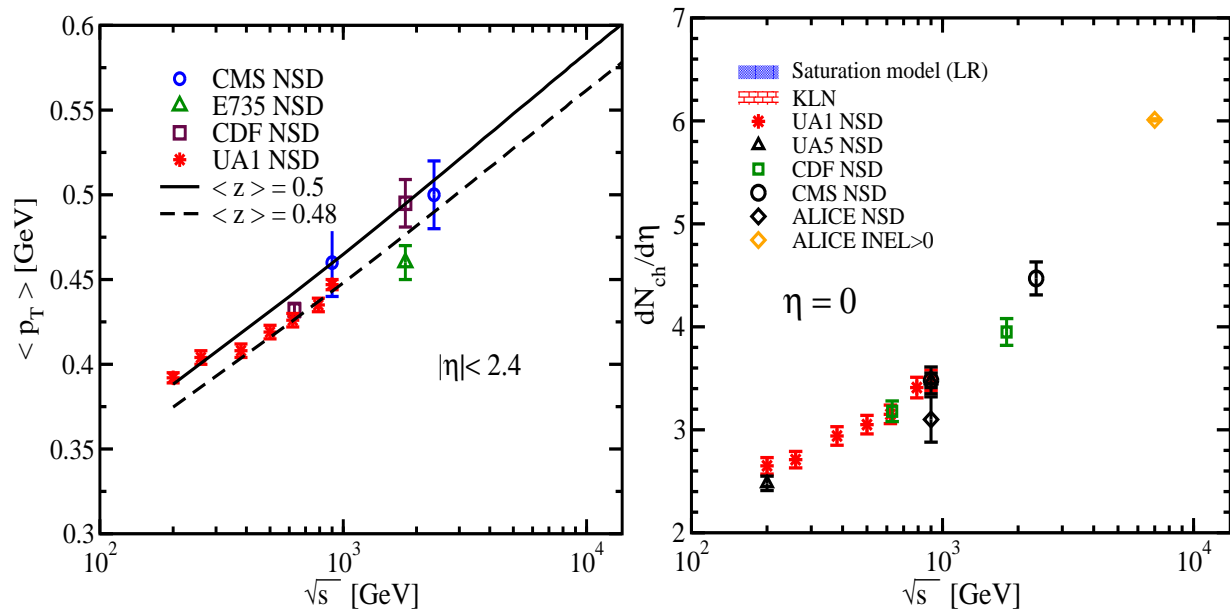 0.6
0.55
0.5
0.45
0.4
0.35
0.3
< p_T > [GeV]
CMS NSD
E735 NSD
CDF NSD
UA1 NSD
< z > = 0.5
< z > = 0.48
|η|< 2.4
10^2
10^3
10^4
√s [GeV]
7
6
5
4
3
2
dN_ch/dη
Saturation model (LR)
KLN
UA1 NSD
UA5 NSD
CDF NSD
CMS NSD
ALICE NSD
ALICE INEL>0
η = 0
10^2
10^3
10^4
√s [GeV]